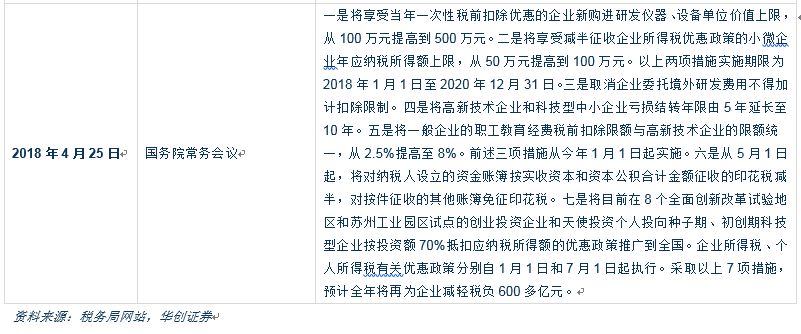 一是将享受当年一次性税前扣除优惠的企业新购进研发仪器、设备单位价值上限，
从 100 万元提高到 500 万元。二是将享受减半征收企业所得税优惠政策的小微企
业年应纳税所得额上限，从 50 万元提高到 100 万元。以上两项措施实施期限为
2018 年 1 月 1 日至 2020 年 12 月 31 日。三是取消企业委托境外研发费用不得加
计扣除限制。四是将高新技术企业和科技型中小企业亏损结转年限由 5 年延长至
10 年。五是将一般企业的职工教育经费税前扣除限额与高新技术企业的限额统
2018 年 4 月 25 日 国务院常务会议 一，从 2.5%提高至 8%。前述三项措施从今年 1 月 1 日起实施。六是从 5 月 1 日
起，将对纳税人设立的资金账簿按实收资本和资本公积合计金额征收的印花税减
半，对按件征收的其他账簿免征印花税。七是将目前在 8 个全面创新改革试验地
区和苏州工业园区试点的创业投资企业和天使投资个人投向种子期、初创期科技
型企业按投资额 70%抵扣应纳税所得额的优惠政策推广到全国。企业所得税、个
人所得税有关优惠政策分别自 1 月 1 日和 7 月 1 日起执行。采取以上 7 项措施，
预计全年将再为企业减轻税负 600 多亿元。
资料来源：税务局网站，华创证券